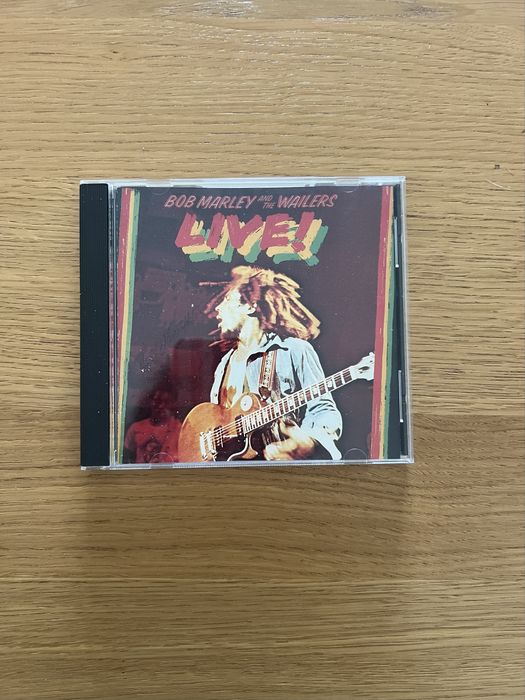 BOB MARLEY AND THE WAILERS
LIVE!